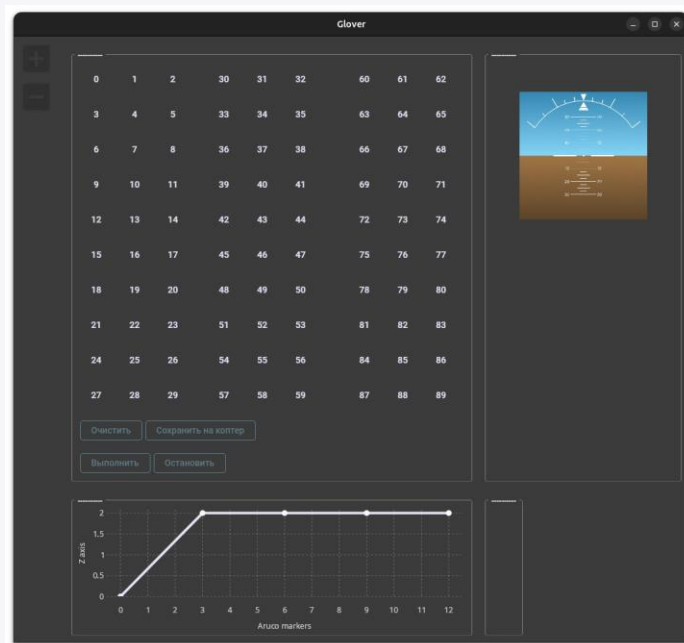 Glover
0 1 2 30 31 32 60 61 62
3 4 5 33 34 35 63 64 65
6 7 8 36 37 38 66 67 68
9 10 11 39 40 41 69 70 71
12 13 14 42 43 44 72 73 74
15 16 17 45 46 47 75 76 77
18 19 20 48 49 50 78 79 80
21 22 23 51 52 53 81 82 83
24 25 26 54 55 56 84 85 86
27 28 29 57 58 59 87 88 89
Очистить Сохранить на коптер
Выполнить Остановить
2
1.5
1
0.5
0
Z axis
0 1 2 3 4 5 6 7 8 9 10 11 12
Aruco markers